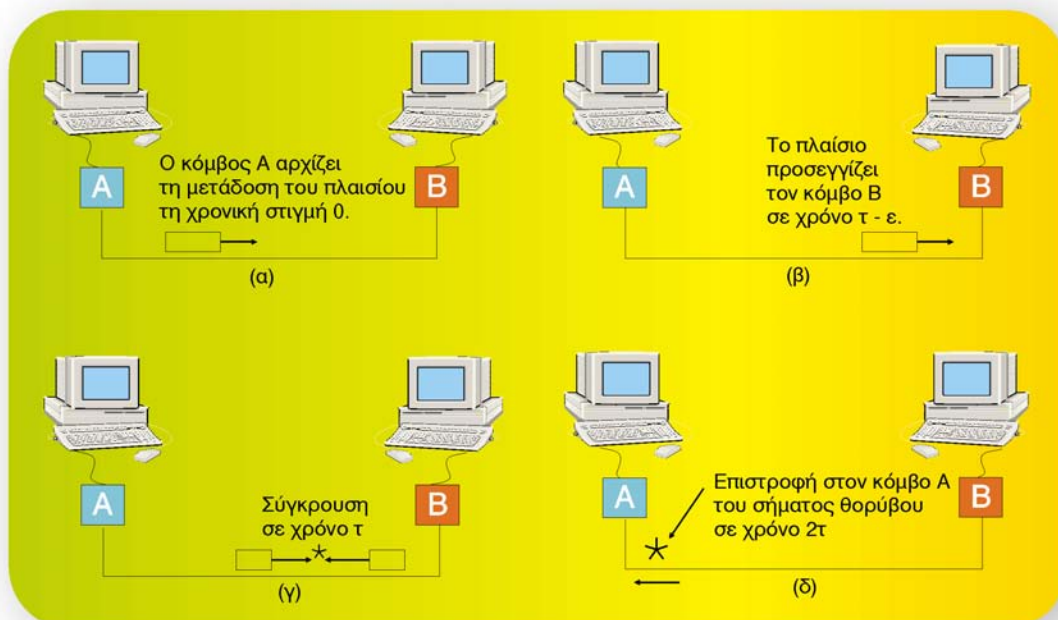 Ο κόμβος Α αρχίζει
τη μετάδοση του πλαισίου
τη χρονική στιγμή 0.
A
B
(α)
Το πλαίσιο
προσεγγίζει
τον κόμβο Β
σε χρόνο τ - ε.
A
B
(β)
Σύγκρουση
σε χρόνο τ
A
B
(γ)
Επιστροφή στον κόμβο Α
του σήματος θορύβου
σε χρόνο 2τ
A
B
(δ)